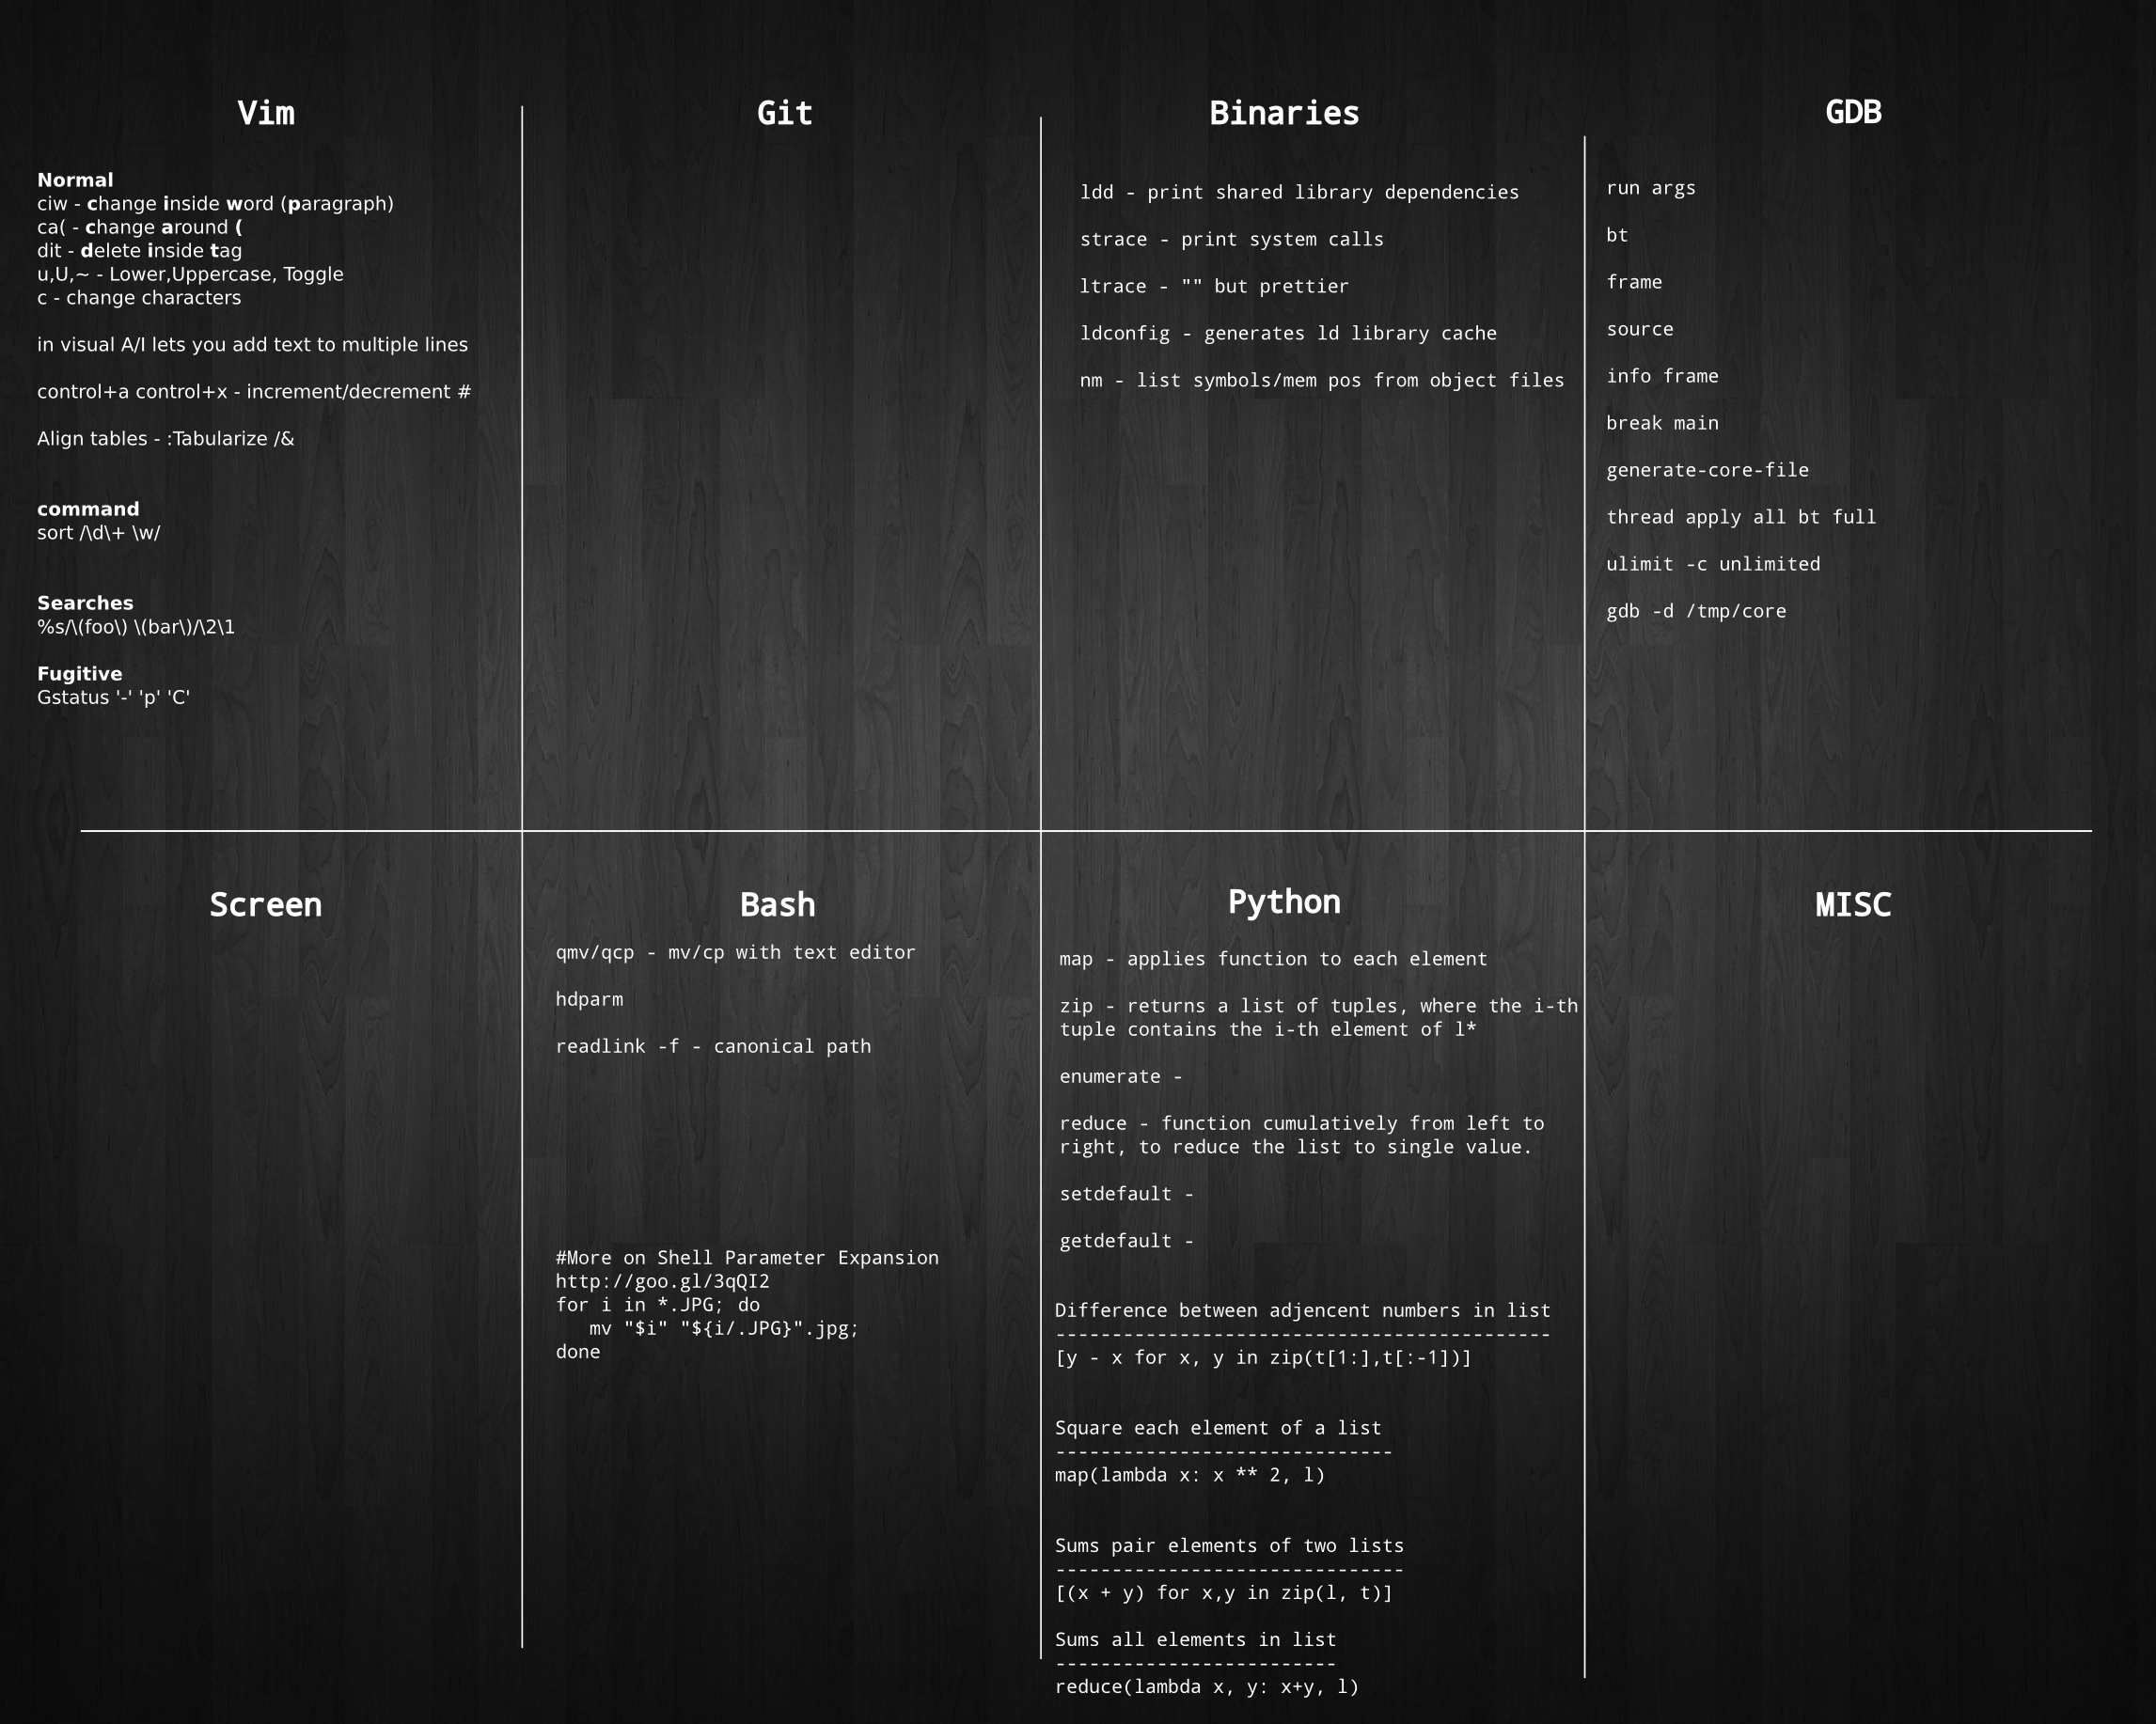 Vim
Normal
ciw - change inside word (paragraph)
ca( - change around (
dit - delete inside tag
u,U,~ - Lower,Uppercase, Toggle
c - change characters
in visual A/I lets you add text to multiple lines
control+a control+x - increment/decrement #
Align tables - :Tabularize /&
command
sort /\d\+ \w/
Searches
%s/\(foo\) \(bar\)/\2\1
Fugitive
Gstatus '-' 'p' 'C'
Git
Binaries
ldd - print shared library dependencies
strace - print system calls
ltrace - "" but prettier
ldconfig - generates ld library cache
nm - list symbols/mem pos from object files
GDB
run args
bt
frame
source
info frame
break main
generate-core-file
thread apply all bt full
ulimit -c unlimited
gdb -d /tmp/core
Screen
Bash
qmv/qcp - mv/cp with text editor
hdparm
readlink -f - canonical path
#More on Shell Parameter Expansion
http://goo.gl/3qQI2
for i in *.JPG; do
   mv "$i" "${i/.JPG}".jpg;
done
Python
map - applies function to each element
zip - returns a list of tuples, where the i-th
tuple contains the i-th element of l*
enumerate -
reduce - function cumulatively from left to
right, to reduce the list to single value.
setdefault -
getdefault -
Difference between adjencent numbers in list
--------------------------------------------
[y - x for x, y in zip(t[1:],t[:-1])]
Square each element of a list
------------------------------
map(lambda x: x ** 2, l)
Sums pair elements of two lists
-------------------------------
[(x + y) for x,y in zip(l, t)]
Sums all elements in list
-------------------------
reduce(lambda x, y: x+y, l)
MISC